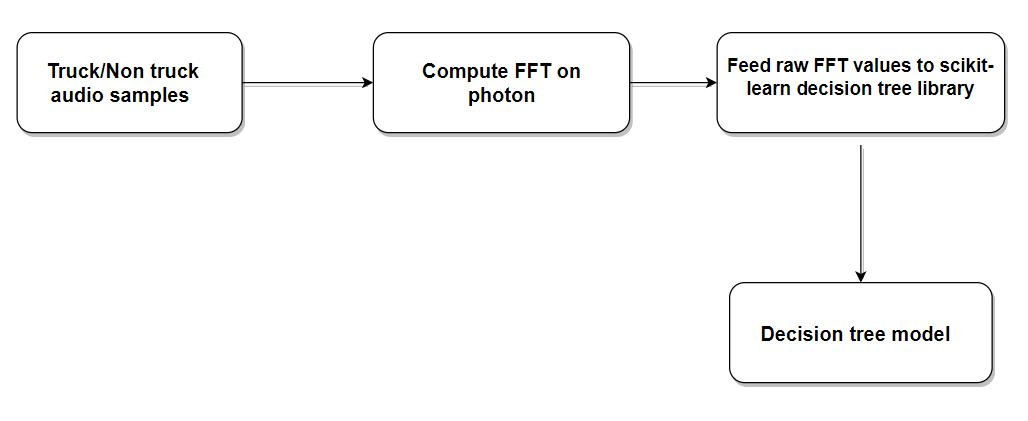 Truck/Non truck
audio samples
Compute FFT on
photon
Feed raw FFT values to scikit-
learn decision tree library
Decision tree model